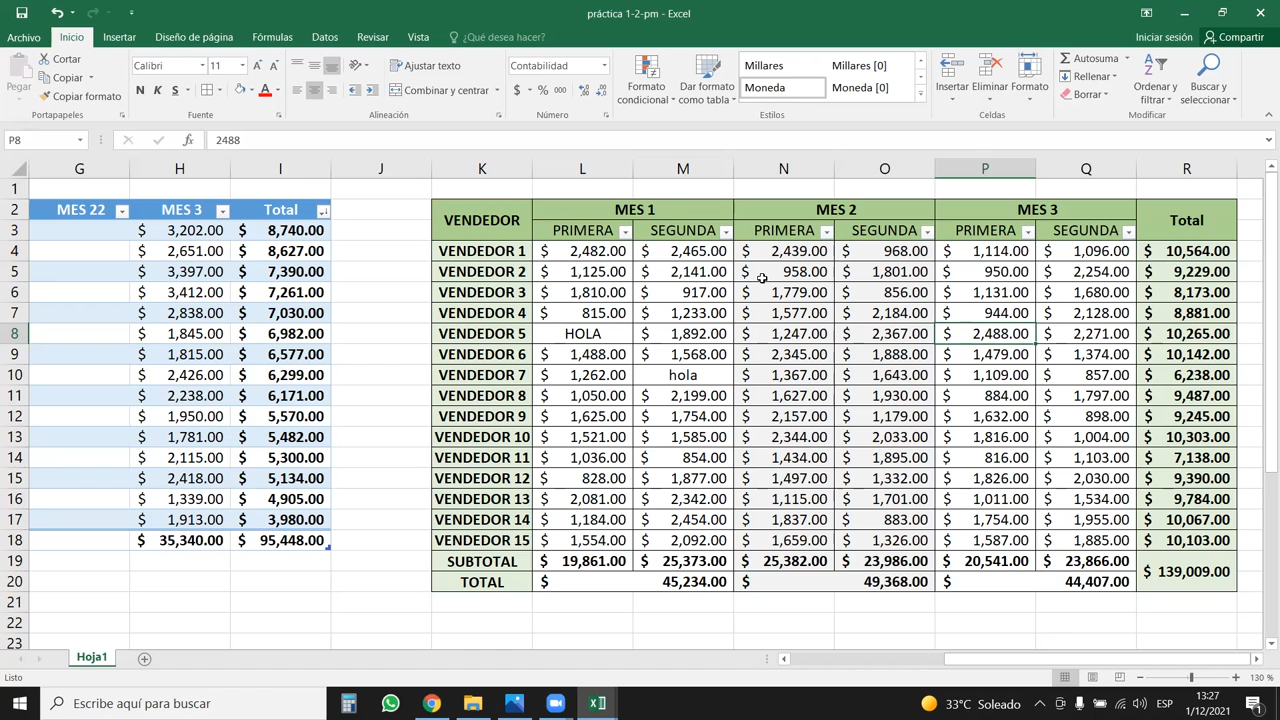 práctica 1-2-pm - Excel
Archivo Inicio Insertar Diseño de página Fórmulas Datos Revisar Vista ¿Qué desea hacer? Iniciar sesión Compartir
Pegar
Cortar
Copiar
Copiar formato
Portapapeles
Calibri 11
N K S
Fuente
Ajustar texto
Combinar y centrar
Alineación
Contabilidad
$ % 000
Número
Formato condicional
Dar formato como tabla
Millares Millares [0]
Moneda Moneda [0]
Estilos
Insertar Eliminar Formato
Celdas
Autosuma
Rellenar
Borrar
Ordenar y filtrar
Buscar y seleccionar
Modificar
P8 fx 2488
G H I J K L M N O P Q R
1
2 MES 22 MES 3 Total VENDEDOR MES 1 MES 2 MES 3 Total
3 $ 3,202.00 $ 8,740.00 PRIMERA SEGUNDA PRIMERA SEGUNDA PRIMERA SEGUNDA
4 $ 2,651.00 $ 8,627.00 VENDEDOR 1 $ 2,482.00 $ 2,465.00 $ 2,439.00 $ 968.00 $ 1,114.00 $ 1,096.00 $ 10,564.00
5 $ 3,397.00 $ 7,390.00 VENDEDOR 2 $ 1,125.00 $ 2,141.00 $ 958.00 $ 1,801.00 $ 950.00 $ 2,254.00 $ 9,229.00
6 $ 3,412.00 $ 7,261.00 VENDEDOR 3 $ 1,810.00 $ 917.00 $ 1,779.00 $ 856.00 $ 1,131.00 $ 1,680.00 $ 8,173.00
7 $ 2,838.00 $ 7,030.00 VENDEDOR 4 $ 815.00 $ 1,233.00 $ 1,577.00 $ 2,184.00 $ 944.00 $ 2,128.00 $ 8,881.00
8 $ 1,845.00 $ 6,982.00 VENDEDOR 5 HOLA $ 1,892.00 $ 1,247.00 $ 2,367.00 $ 2,488.00 $ 2,271.00 $ 10,265.00
9 $ 1,815.00 $ 6,577.00 VENDEDOR 6 $ 1,488.00 $ 1,568.00 $ 2,345.00 $ 1,888.00 $ 1,479.00 $ 1,374.00 $ 10,142.00
10 $ 2,426.00 $ 6,299.00 VENDEDOR 7 $ 1,262.00 hola $ 1,367.00 $ 1,643.00 $ 1,109.00 $ 857.00 $ 6,238.00
11 $ 2,238.00 $ 6,171.00 VENDEDOR 8 $ 1,050.00 $ 2,199.00 $ 1,627.00 $ 1,930.00 $ 884.00 $ 1,797.00 $ 9,487.00
12 $ 1,950.00 $ 5,570.00 VENDEDOR 9 $ 1,625.00 $ 1,754.00 $ 2,157.00 $ 1,179.00 $ 1,632.00 $ 898.00 $ 9,245.00
13 $ 1,781.00 $ 5,482.00 VENDEDOR 10 $ 1,521.00 $ 1,585.00 $ 2,344.00 $ 2,033.00 $ 1,816.00 $ 1,004.00 $ 10,303.00
14 $ 2,115.00 $ 5,300.00 VENDEDOR 11 $ 1,036.00 $ 854.00 $ 1,434.00 $ 1,895.00 $ 816.00 $ 1,103.00 $ 7,138.00
15 $ 2,418.00 $ 5,134.00 VENDEDOR 12 $ 828.00 $ 1,877.00 $ 1,497.00 $ 1,332.00 $ 1,826.00 $ 2,030.00 $ 9,390.00
16 $ 1,339.00 $ 4,905.00 VENDEDOR 13 $ 2,081.00 $ 2,342.00 $ 1,115.00 $ 1,701.00 $ 1,011.00 $ 1,534.00 $ 9,784.00
17 $ 1,913.00 $ 3,980.00 VENDEDOR 14 $ 1,184.00 $ 2,454.00 $ 1,837.00 $ 883.00 $ 1,754.00 $ 1,955.00 $ 10,067.00
18 $ 35,340.00 $ 95,448.00 VENDEDOR 15 $ 1,554.00 $ 2,092.00 $ 1,659.00 $ 1,326.00 $ 1,587.00 $ 1,885.00 $ 10,103.00
19 SUBTOTAL $ 19,861.00 $ 25,373.00 $ 25,382.00 $ 23,986.00 $ 20,541.00 $ 23,866.00 $ 139,009.00
20 TOTAL $ 45,234.00 $ 49,368.00 $ 44,407.00
21
22
23
Hoja1
Listo 130 %
Escribe aquí para buscar 33°C Soleado ESP 13:27
1/12/2021